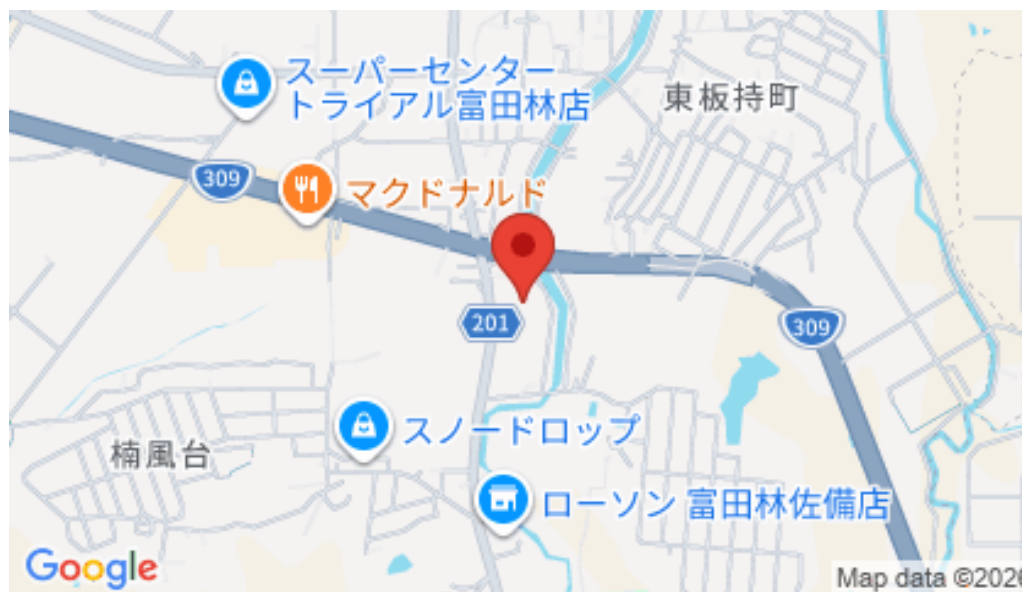 スーパーセンター
トライアル富田林店
東板持町
309
マクドナルド
201
309
スノードロップ
楠風台
ローソン 富田林佐備店
Google
Map data ©2026